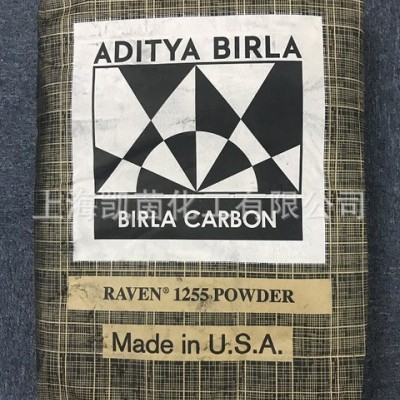 ADITYA BIRLA
上海凯茵化工有限公司
BIRLA CARBON
RAVEN® 1255 POWDER
Made in U.S.A.